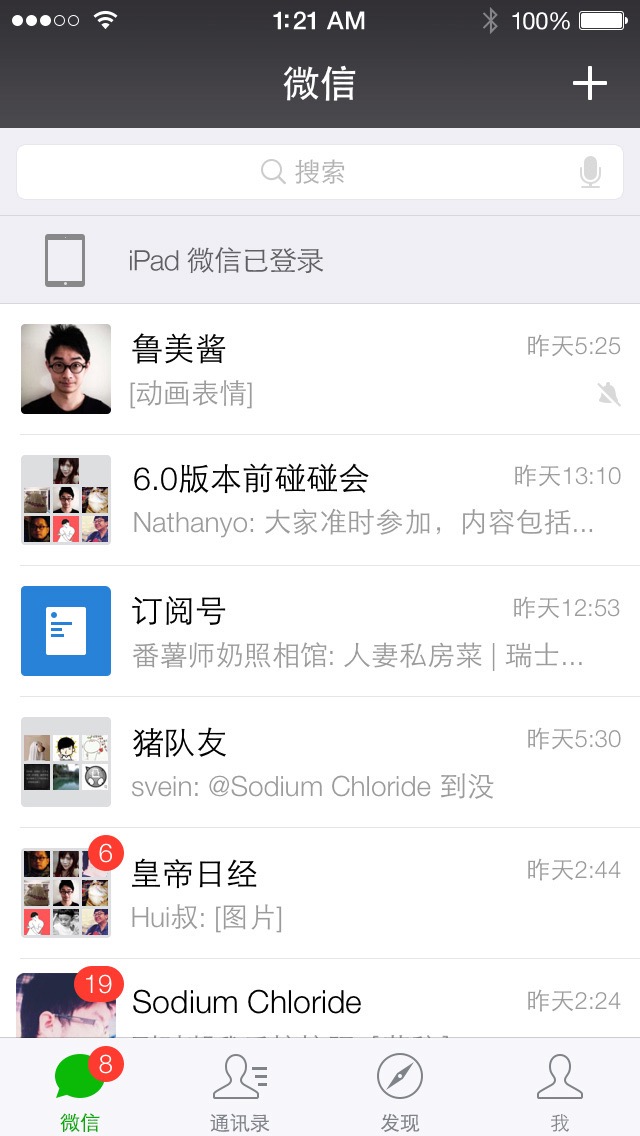 1:21 AM 100%
微信
搜索
iPad 微信已登录
鲁美酱 昨天5:25
[动画表情]
6.0版本前碰碰会 昨天13:10
Nathanyo: 大家准时参加，内容包括...
订阅号 昨天12:53
番薯师奶照相馆: 人妻私房菜 | 瑞士...
猪队友 昨天5:30
svein: @Sodium Chloride 到没
6
皇帝日经 昨天2:44
Hui叔: [图片]
19
Sodium Chloride 昨天2:24
8
微信 通讯录 发现 我